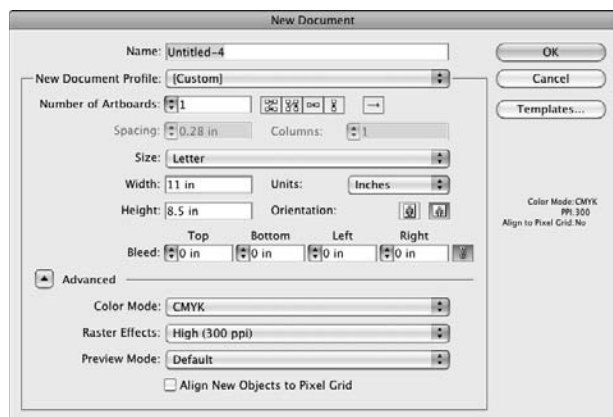 New Document
Name: Untitled-4
OK
New Document Profile: [Custom]
Cancel
Number of Artboards: 1
Templates...
Spacing: 0.28 in Columns: 1
Size: Letter
Width: 11 in Units: Inches
Height: 8.5 in Orientation:
Color Mode:CMYK
PPI:300
Align to Pixel Grid:No
Top Bottom Left Right
Bleed: 0 in 0 in 0 in 0 in
Advanced
Color Mode: CMYK
Raster Effects: High (300 ppi)
Preview Mode: Default
Align New Objects to Pixel Grid